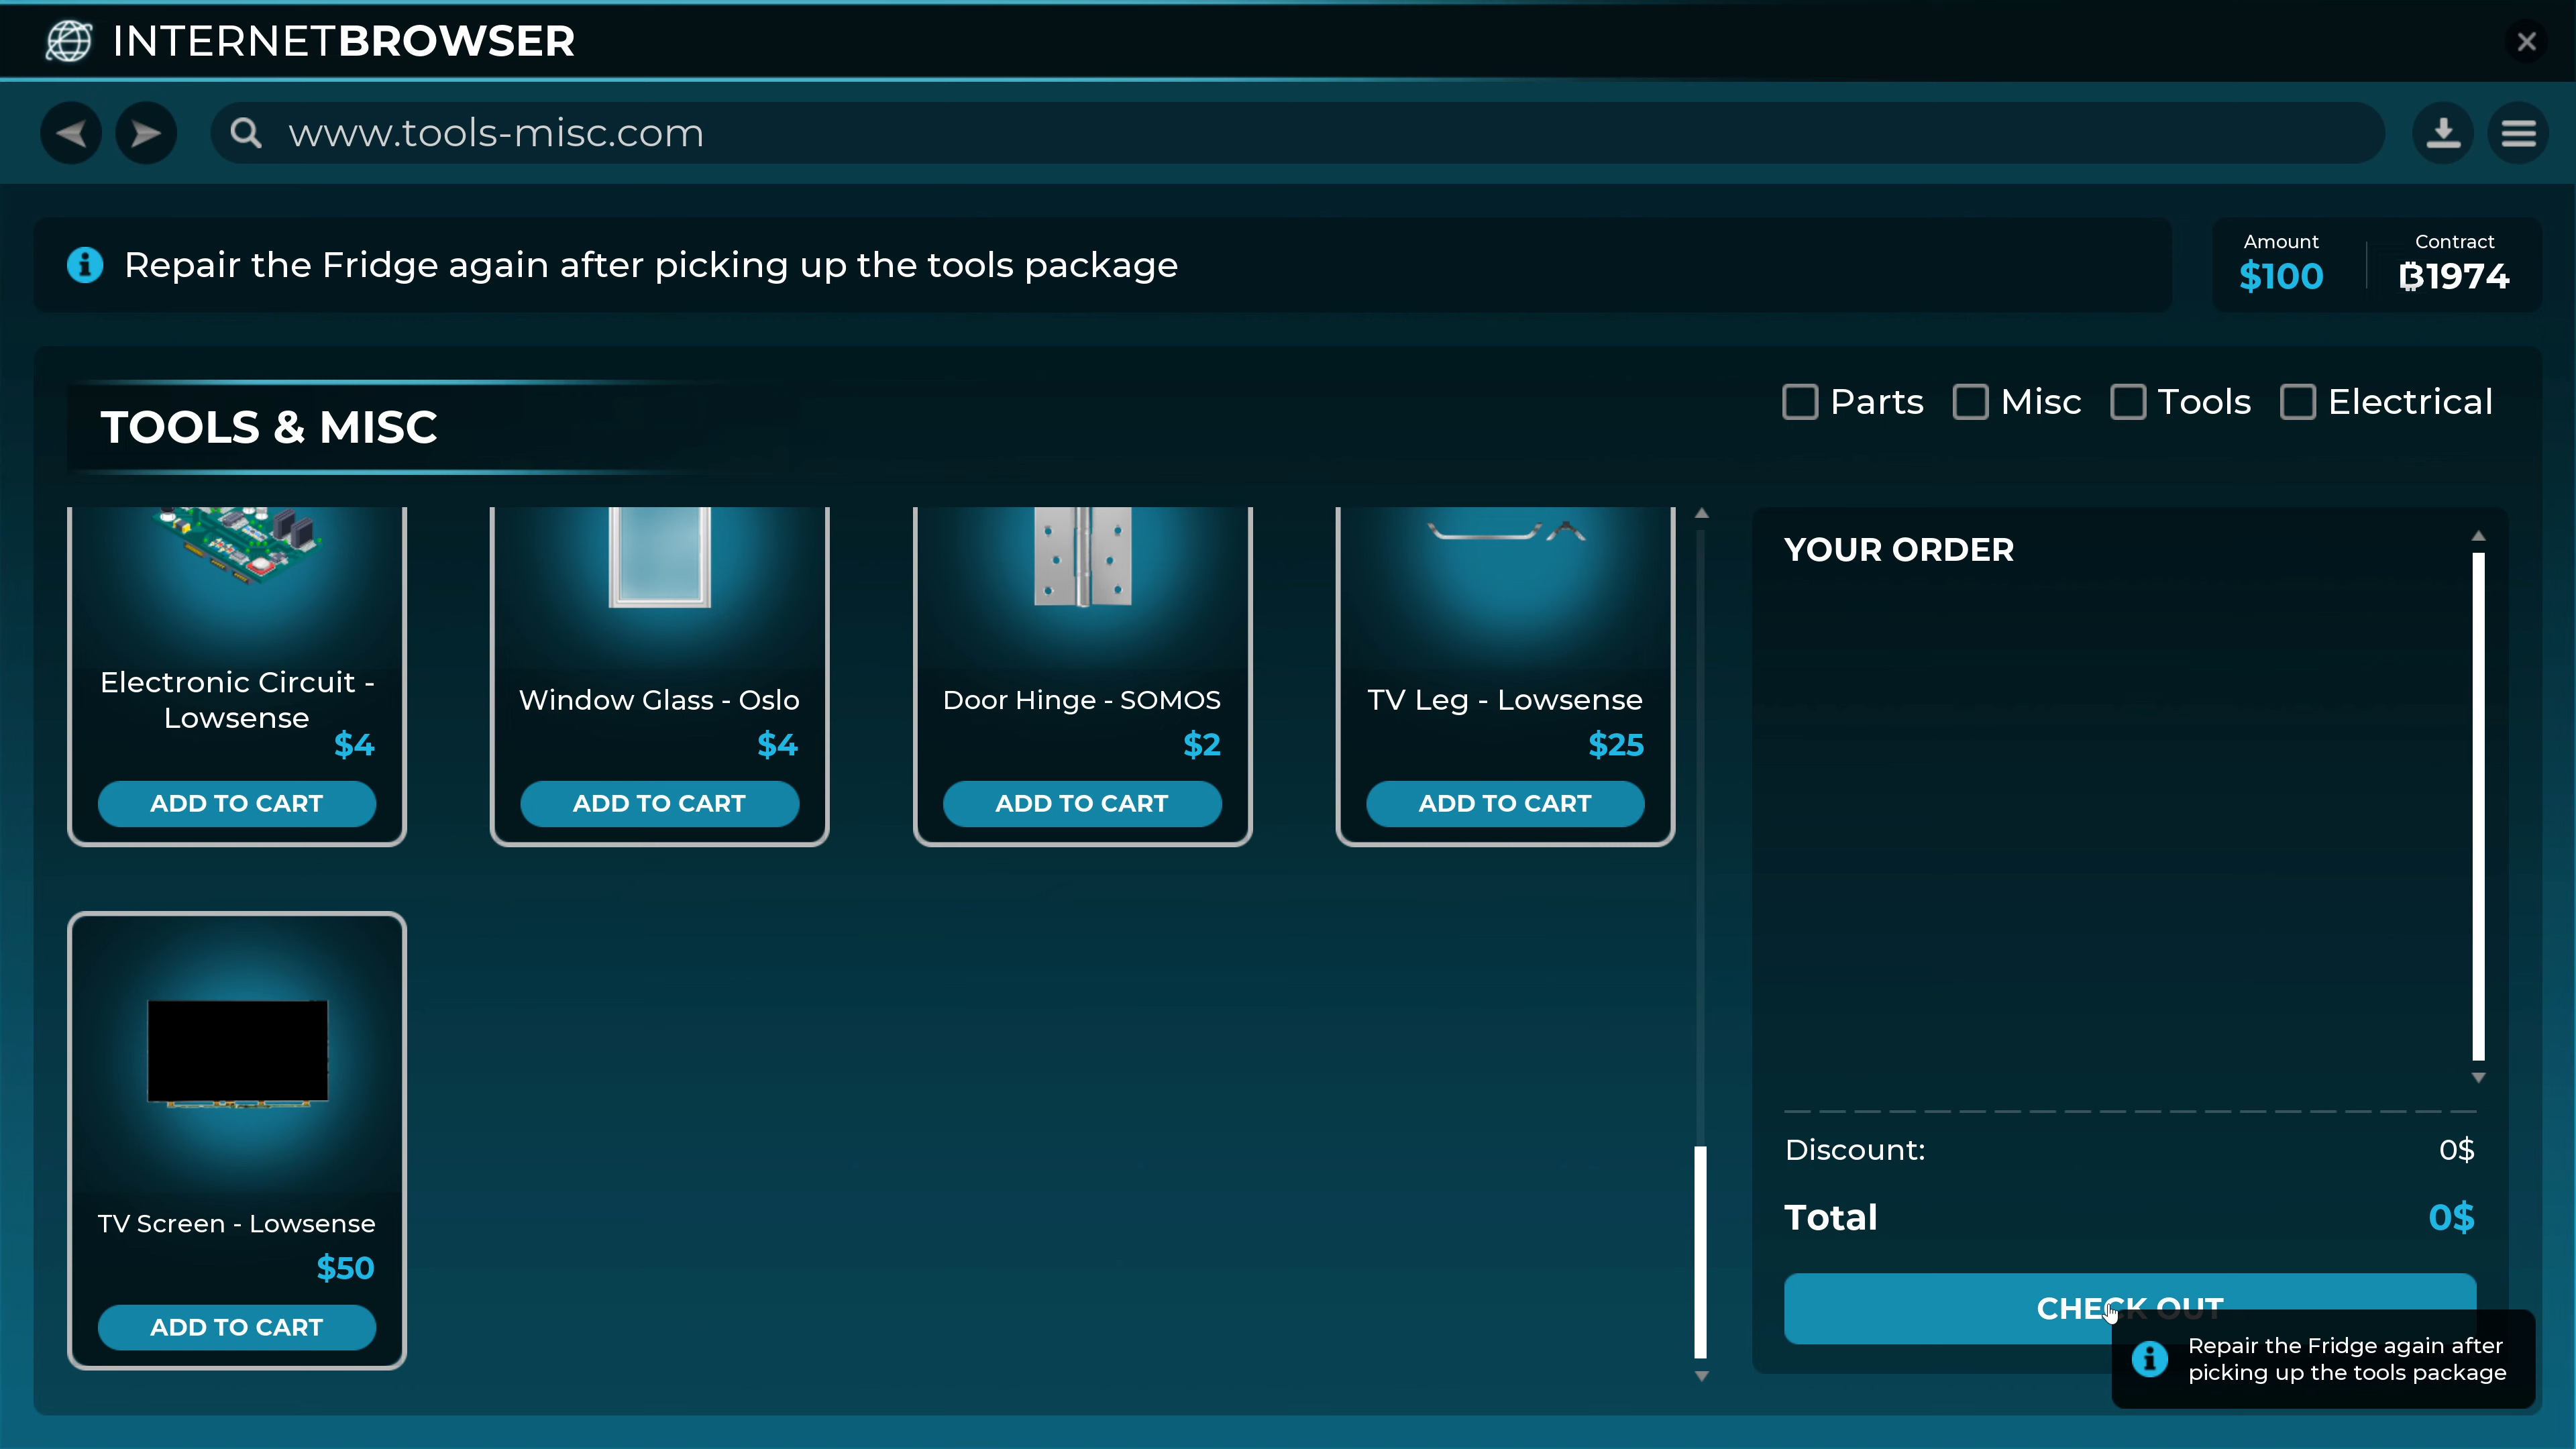 INTERNETBROWSER
www.tools-misc.com
Repair the Fridge again after picking up the tools package
Amount
$100
Contract
₿1974
TOOLS & MISC
Parts
Misc
Tools
Electrical
Electronic Circuit -
Lowsense
$4
ADD TO CART
Window Glass - Oslo
$4
ADD TO CART
Door Hinge - SOMOS
$2
ADD TO CART
TV Leg - Lowsense
$25
ADD TO CART
TV Screen - Lowsense
$50
ADD TO CART
YOUR ORDER
Discount:
0$
Total
0$
CHECK OUT
Repair the Fridge again after
picking up the tools package